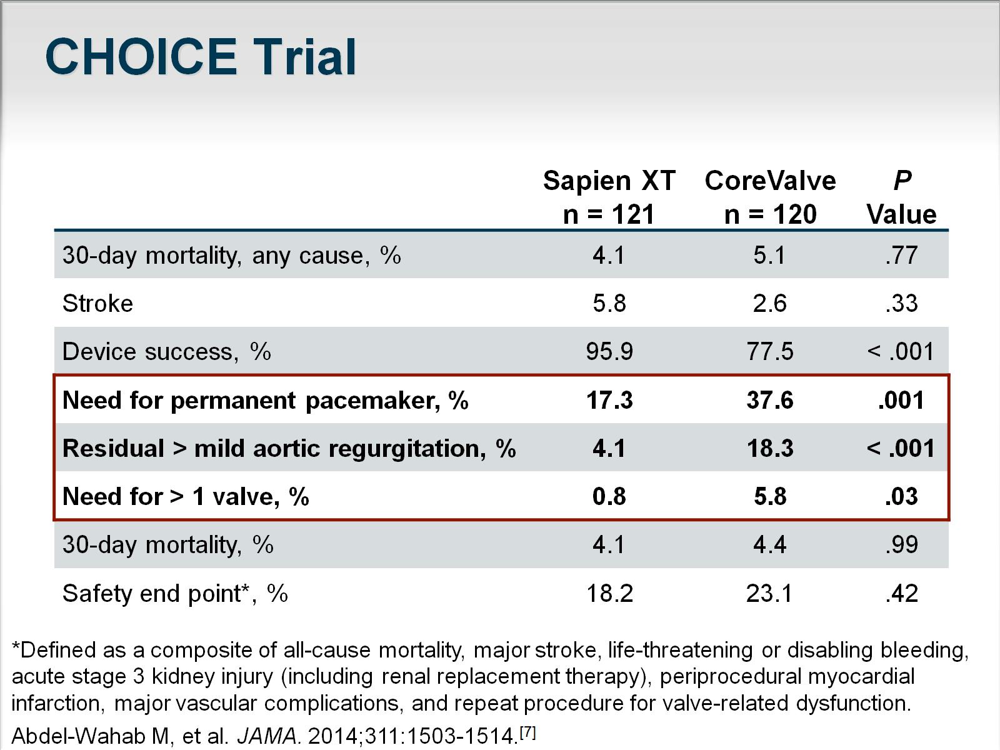 CHOICE Trial
Sapien XT CoreValve P
n = 121 n = 120 Value
30-day mortality, any cause, % 4.1 5.1 .77
Stroke 5.8 2.6 .33
Device success, % 95.9 77.5 < .001
Need for permanent pacemaker, % 17.3 37.6 .001
Residual > mild aortic regurgitation, % 4.1 18.3 < .001
Need for > 1 valve, % 0.8 5.8 .03
30-day mortality, % 4.1 4.4 .99
Safety end point*, % 18.2 23.1 .42
*Defined as a composite of all-cause mortality, major stroke, life-threatening or disabling bleeding,
acute stage 3 kidney injury (including renal replacement therapy), periprocedural myocardial
infarction, major vascular complications, and repeat procedure for valve-related dysfunction.
Abdel-Wahab M, et al. JAMA. 2014;311:1503-1514.[7]